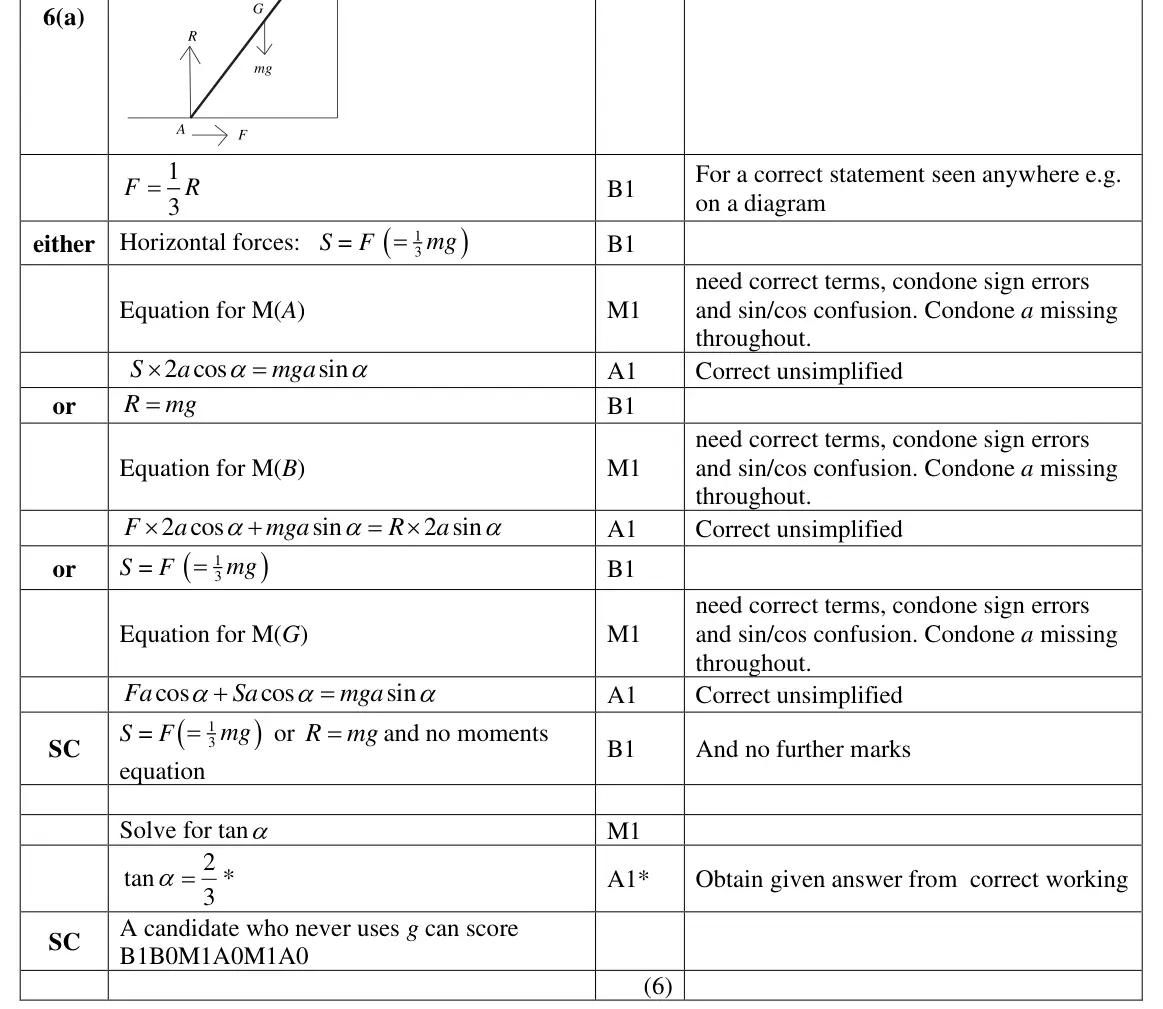 6(a)
G
R
mg
A
F
F = 1/3 R
B1
For a correct statement seen anywhere e.g.
on a diagram
either
Horizontal forces: S = F (= 1/3 mg)
B1
Equation for M(A)
M1
need correct terms, condone sign errors
and sin/cos confusion. Condone a missing
throughout.
S × 2a cos α = mga sin α
A1
Correct unsimplified
or
R = mg
B1
Equation for M(B)
M1
need correct terms, condone sign errors
and sin/cos confusion. Condone a missing
throughout.
F × 2a cos α + mga sin α = R × 2a sin α
A1
Correct unsimplified
or
S = F (= 1/3 mg)
B1
Equation for M(G)
M1
need correct terms, condone sign errors
and sin/cos confusion. Condone a missing
throughout.
Fa cos α + Sa cos α = mga sin α
A1
Correct unsimplified
SC
S = F (= 1/3 mg) or R = mg and no moments
equation
B1
And no further marks
Solve for tan α
M1
tan α = 2/3 *
A1*
Obtain given answer from correct working
SC
A candidate who never uses g can score
B1B0M1A0M1A0
(6)